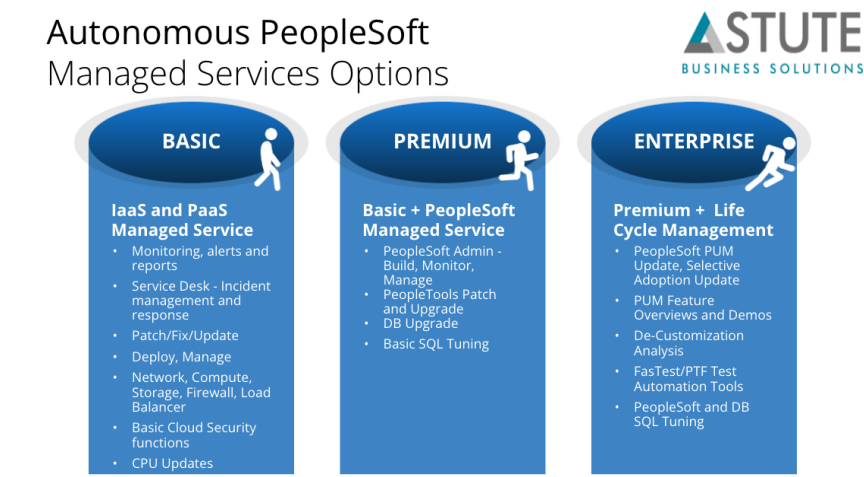 Autonomous PeopleSoft
Managed Services Options
ASTUTE
BUSINESS SOLUTIONS
BASIC
IaaS and PaaS
Managed Service
• Monitoring, alerts and
reports
• Service Desk - Incident
management and
response
• Patch/Fix/Update
• Deploy, Manage
• Network, Compute,
Storage, Firewall, Load
Balancer
• Basic Cloud Security
functions
• CPU Updates
PREMIUM
Basic + PeopleSoft
Managed Service
• PeopleSoft Admin -
Build, Monitor,
Manage
• PeopleTools Patch
and Upgrade
• DB Upgrade
• Basic SQL Tuning
ENTERPRISE
Premium + Life
Cycle Management
• PeopleSoft PUM
Update, Selective
Adoption Update
• PUM Feature
Overviews and Demos
• De-Customization
Analysis
• FasTest/PTF Test
Automation Tools
• PeopleSoft and DB
SQL Tuning